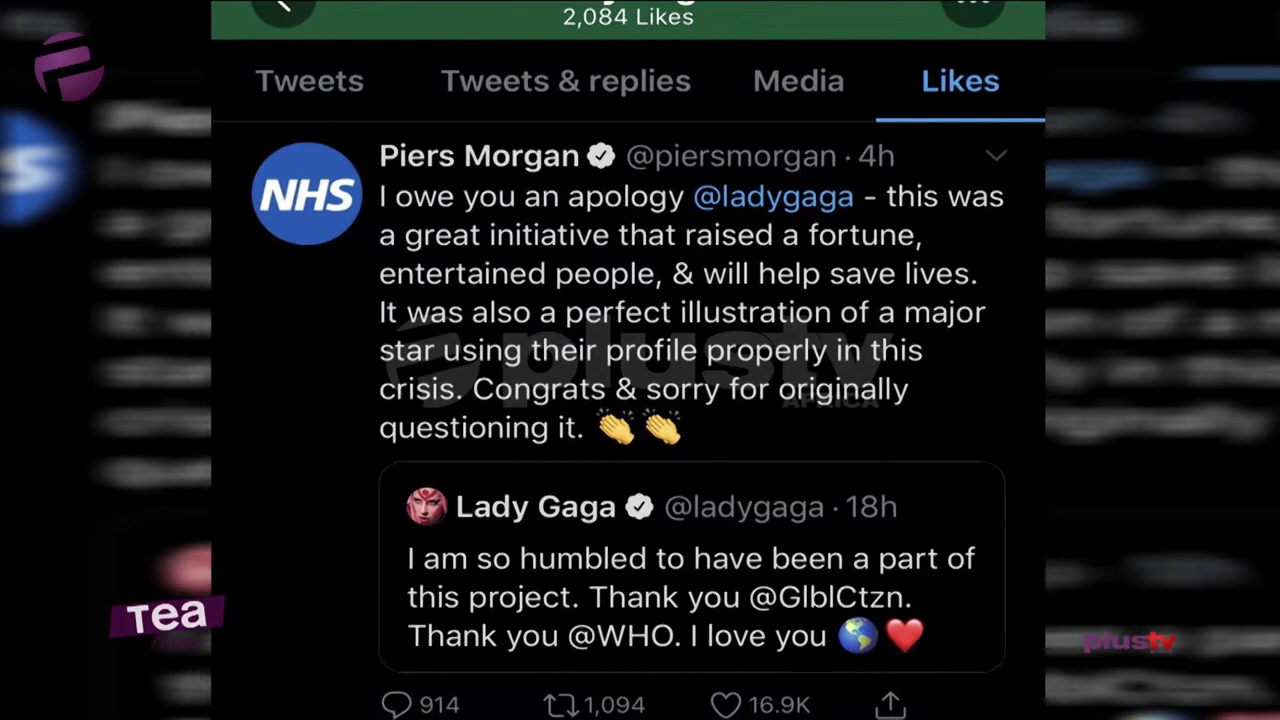 2,084 Likes
Tweets Tweets & replies Media Likes
NHS
Piers Morgan @piersmorgan · 4h
I owe you an apology @ladygaga - this was
a great initiative that raised a fortune,
entertained people, & will help save lives.
It was also a perfect illustration of a major
star using their profile properly in this
crisis. Congrats & sorry for originally
questioning it. 👏 👏
plustv
AFRICA
Lady Gaga @ladygaga · 18h
I am so humbled to have been a part of
this project. Thank you @GlblCtzn.
Thank you @WHO. I love you 🌎 ❤️
914 1,094 16.9K
Tea
plustv